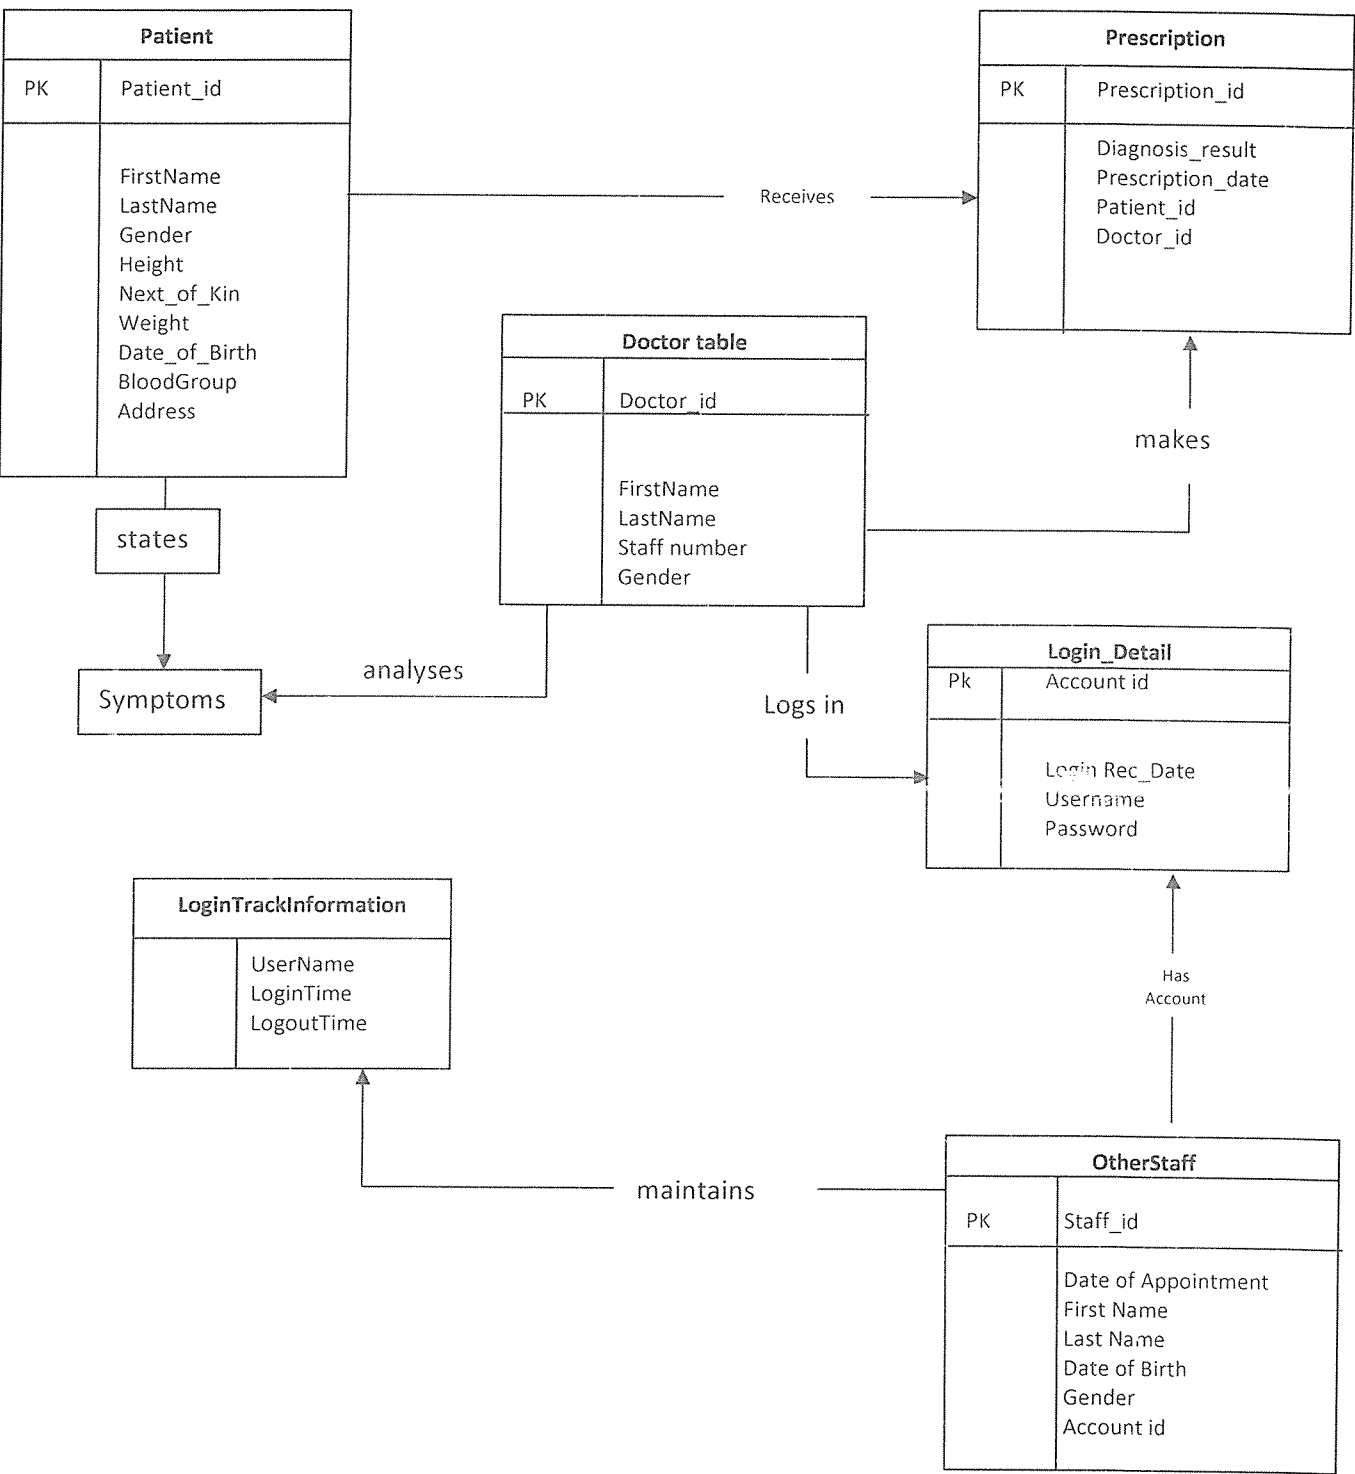 Patient
PK Patient_id
FirstName
LastName
Gender
Height
Next_of_Kin
Weight
Date_of_Birth
BloodGroup
Address
Receives
Prescription
PK Prescription_id
Diagnosis_result
Prescription_date
Patient_id
Doctor_id
Doctor table
PK Doctor_id
FirstName
LastName
Staff number
Gender
makes
states
Symptoms
analyses
Logs in
Login_Detail
Pk Account id
Login Rec_Date
Username
Password
LoginTrackInformation
UserName
LoginTime
LogoutTime
Has
Account
maintains
OtherStaff
PK Staff_id
Date of Appointment
First Name
Last Name
Date of Birth
Gender
Account id